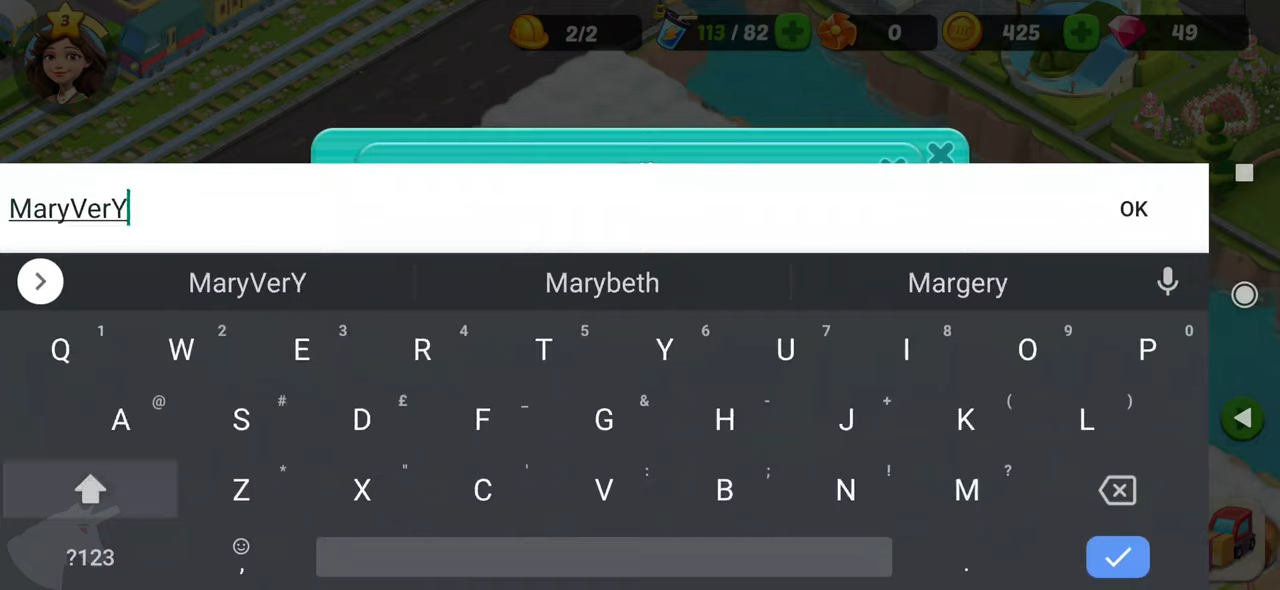 3
2/2
113 / 82
0
425
49
MaryVerY
OK
MaryVerY
Marybeth
Margery
1 2 3 4 5 6 7 8 9 0
Q W E R T Y U I O P
@ # £ _ & - + ( )
A S D F G H J K L
* " ' : ; ! ?
Z X C V B N M
?123 , .